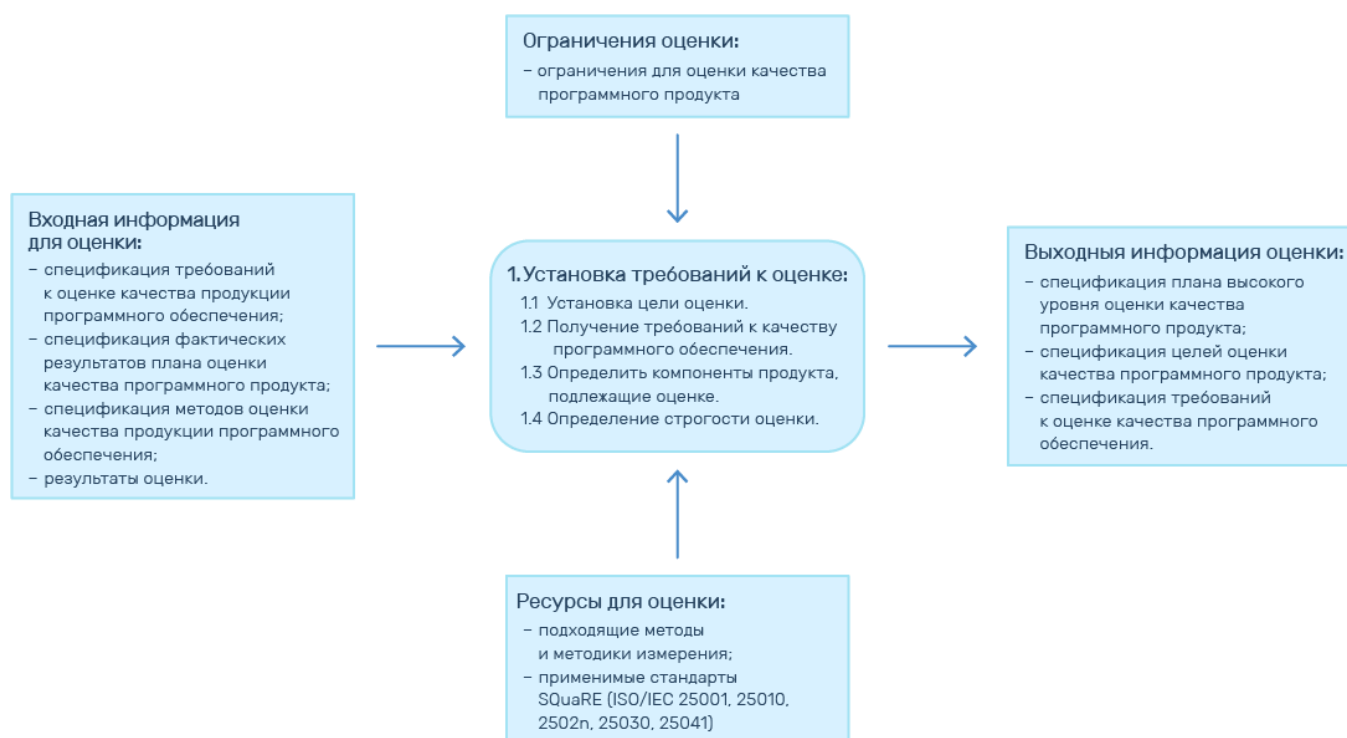 Ограничения оценки:
– ограничения для оценки качества
программного продукта
Входная информация
для оценки:
– спецификация требований
к оценке качества продукции
программного обеспечения;
– спецификация фактических
результатов плана оценки
качества программного продукта;
– спецификация методов оценки
качества продукции программного
обеспечения;
– результаты оценки.
1. Установка требований к оценке:
1.1 Установка цели оценки.
1.2 Получение требований к качеству
программного обеспечения.
1.3 Определить компоненты продукта,
подлежащие оценке.
1.4 Определение строгости оценки.
Выходныя информация оценки:
– спецификация плана высокого
уровня оценки качества
программного продукта;
– спецификация целей оценки
качества программного продукта;
– спецификация требований
к оценке качества программного
обеспечения.
Ресурсы для оценки:
– подходящие методы
и методики измерения;
– применимые стандарты
SQuaRE (ISO/IEC 25001, 25010,
2502n, 25030, 25041)